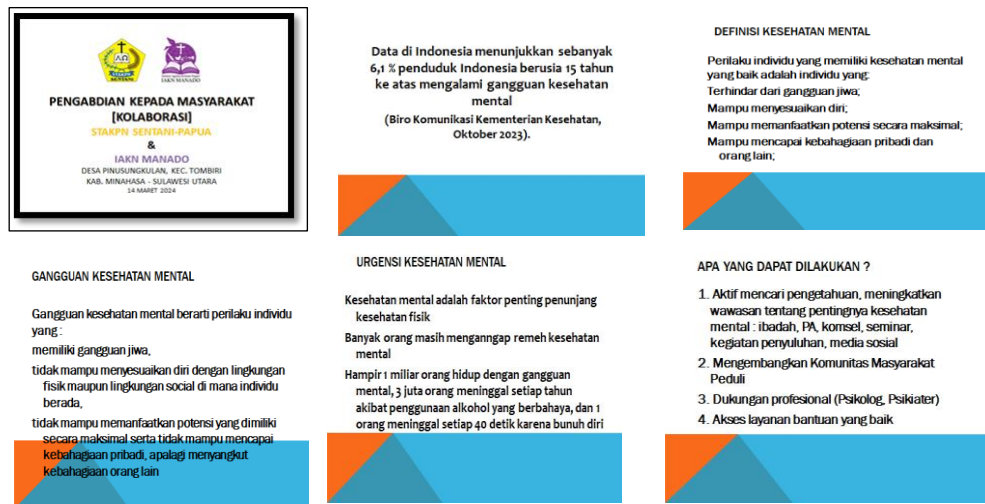 PENGABDIAN KEPADA MASYARAKAT
[KOLABORASI]
STAKPN SENTANI-PAPUA
&
IAKN MANADO
DESA PINUSUNGKULAN, KEC. TOMBIRI
KAB. MINAHASA - SULAWESI UTARA
14 MARET 2024
Data di Indonesia menunjukkan sebanyak
6,1 % penduduk Indonesia berusia 15 tahun
ke atas mengalami gangguan kesehatan
mental
(Biro Komunikasi Kementerian Kesehatan,
Oktober 2023).
DEFINISI KESEHATAN MENTAL
Perilaku individu yang memiliki kesehatan mental
yang baik adalah individu yang:
Terhindar dari gangguan jiwa;
Mampu menyesuaikan diri;
Mampu memanfaatkan potensi secara maksimal;
Mampu mencapai kebahagiaan pribadi dan
orang lain;
GANGGUAN KESEHATAN MENTAL
Gangguan kesehatan mental berarti perilaku individu
yang :
memiliki gangguan jiwa,
tidak mampu menyesuaikan diri dengan lingkungan
fisik maupun lingkungan social di mana individu
berada,
tidak mampu memanfaatkan potensi yang dimiliki
secara maksimal serta tidak mampu mencapai
kebahagiaan pribadi, apalagi menyangkut
kebahagiaan orang lain
URGENSI KESEHATAN MENTAL
Kesehatan mental adalah faktor penting penunjang
kesehatan fisik
Banyak orang masih menganngap remeh kesehatan
mental
Hampir 1 miliar orang hidup dengan gangguan
mental, 3 juta orang meninggal setiap tahun
akibat penggunaan alkohol yang berbahaya, dan 1
orang meninggal setiap 40 detik karena bunuh diri
APA YANG DAPAT DILAKUKAN ?
1. Aktif mencari pengetahuan, meningkatkan
wawasan tentang pentingnya kesehatan
mental : ibadah, PA, komsel, seminar,
kegiatan penyuluhan, media sosial
2. Mengembangkan Komunitas Masyarakat
Peduli
3. Dukungan profesional (Psikolog, Psikiater)
4. Akses layanan bantuan yang baik